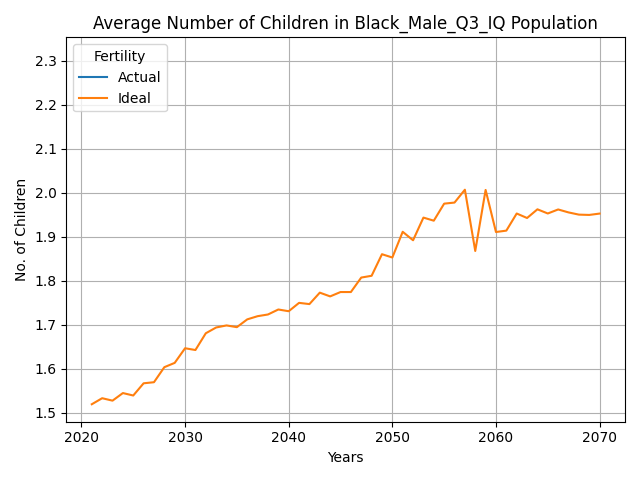 Average Number of Children in Black_Male_Q3_IQ Population
Fertility
Actual
Ideal
2.3
2.2
2.1
2.0
1.9
1.8
1.7
1.6
1.5
No. of Children
2020 2030 2040 2050 2060 2070
Years